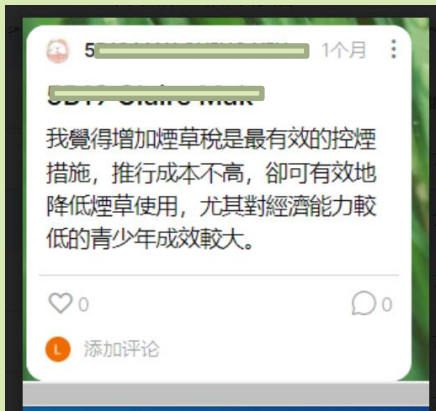 1个月
我覺得增加煙草稅是最有效的控煙
措施，推行成本不高，卻可有效地
降低煙草使用，尤其對經濟能力較
低的青少年成效較大。
0
0
L
添加评论